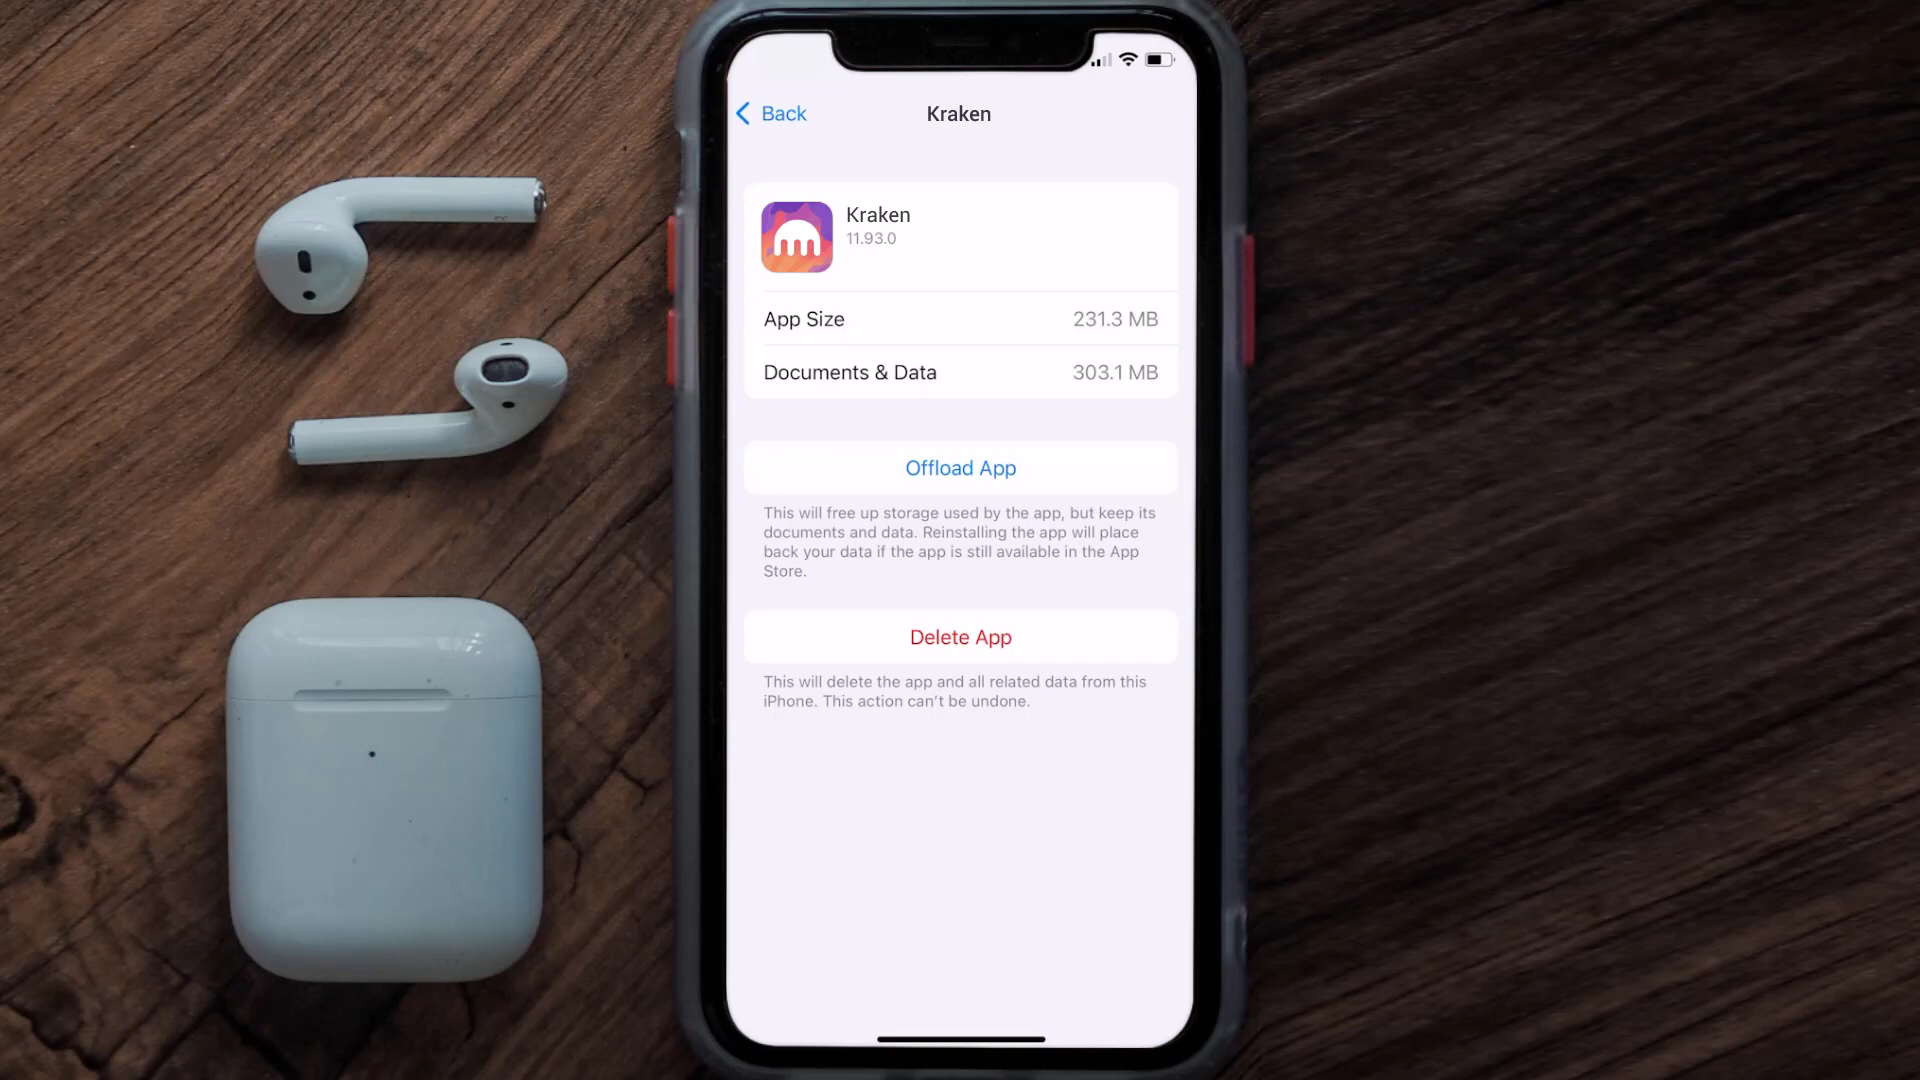 Back
Kraken
Kraken
11.93.0
App Size 231.3 MB
Documents & Data 303.1 MB
Offload App
This will free up storage used by the app, but keep its
documents and data. Reinstalling the app will place
back your data if the app is still available in the App
Store.
Delete App
This will delete the app and all related data from this
iPhone. This action can't be undone.